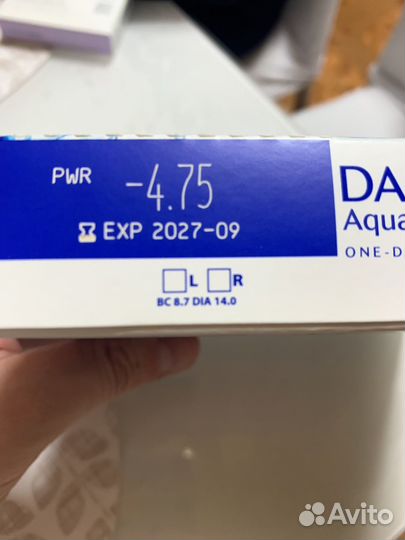 PWR -4.75
EXP 2027-09
DA
Aqua
ONE-D
L R
BC 8.7 DIA 14.0
Avito